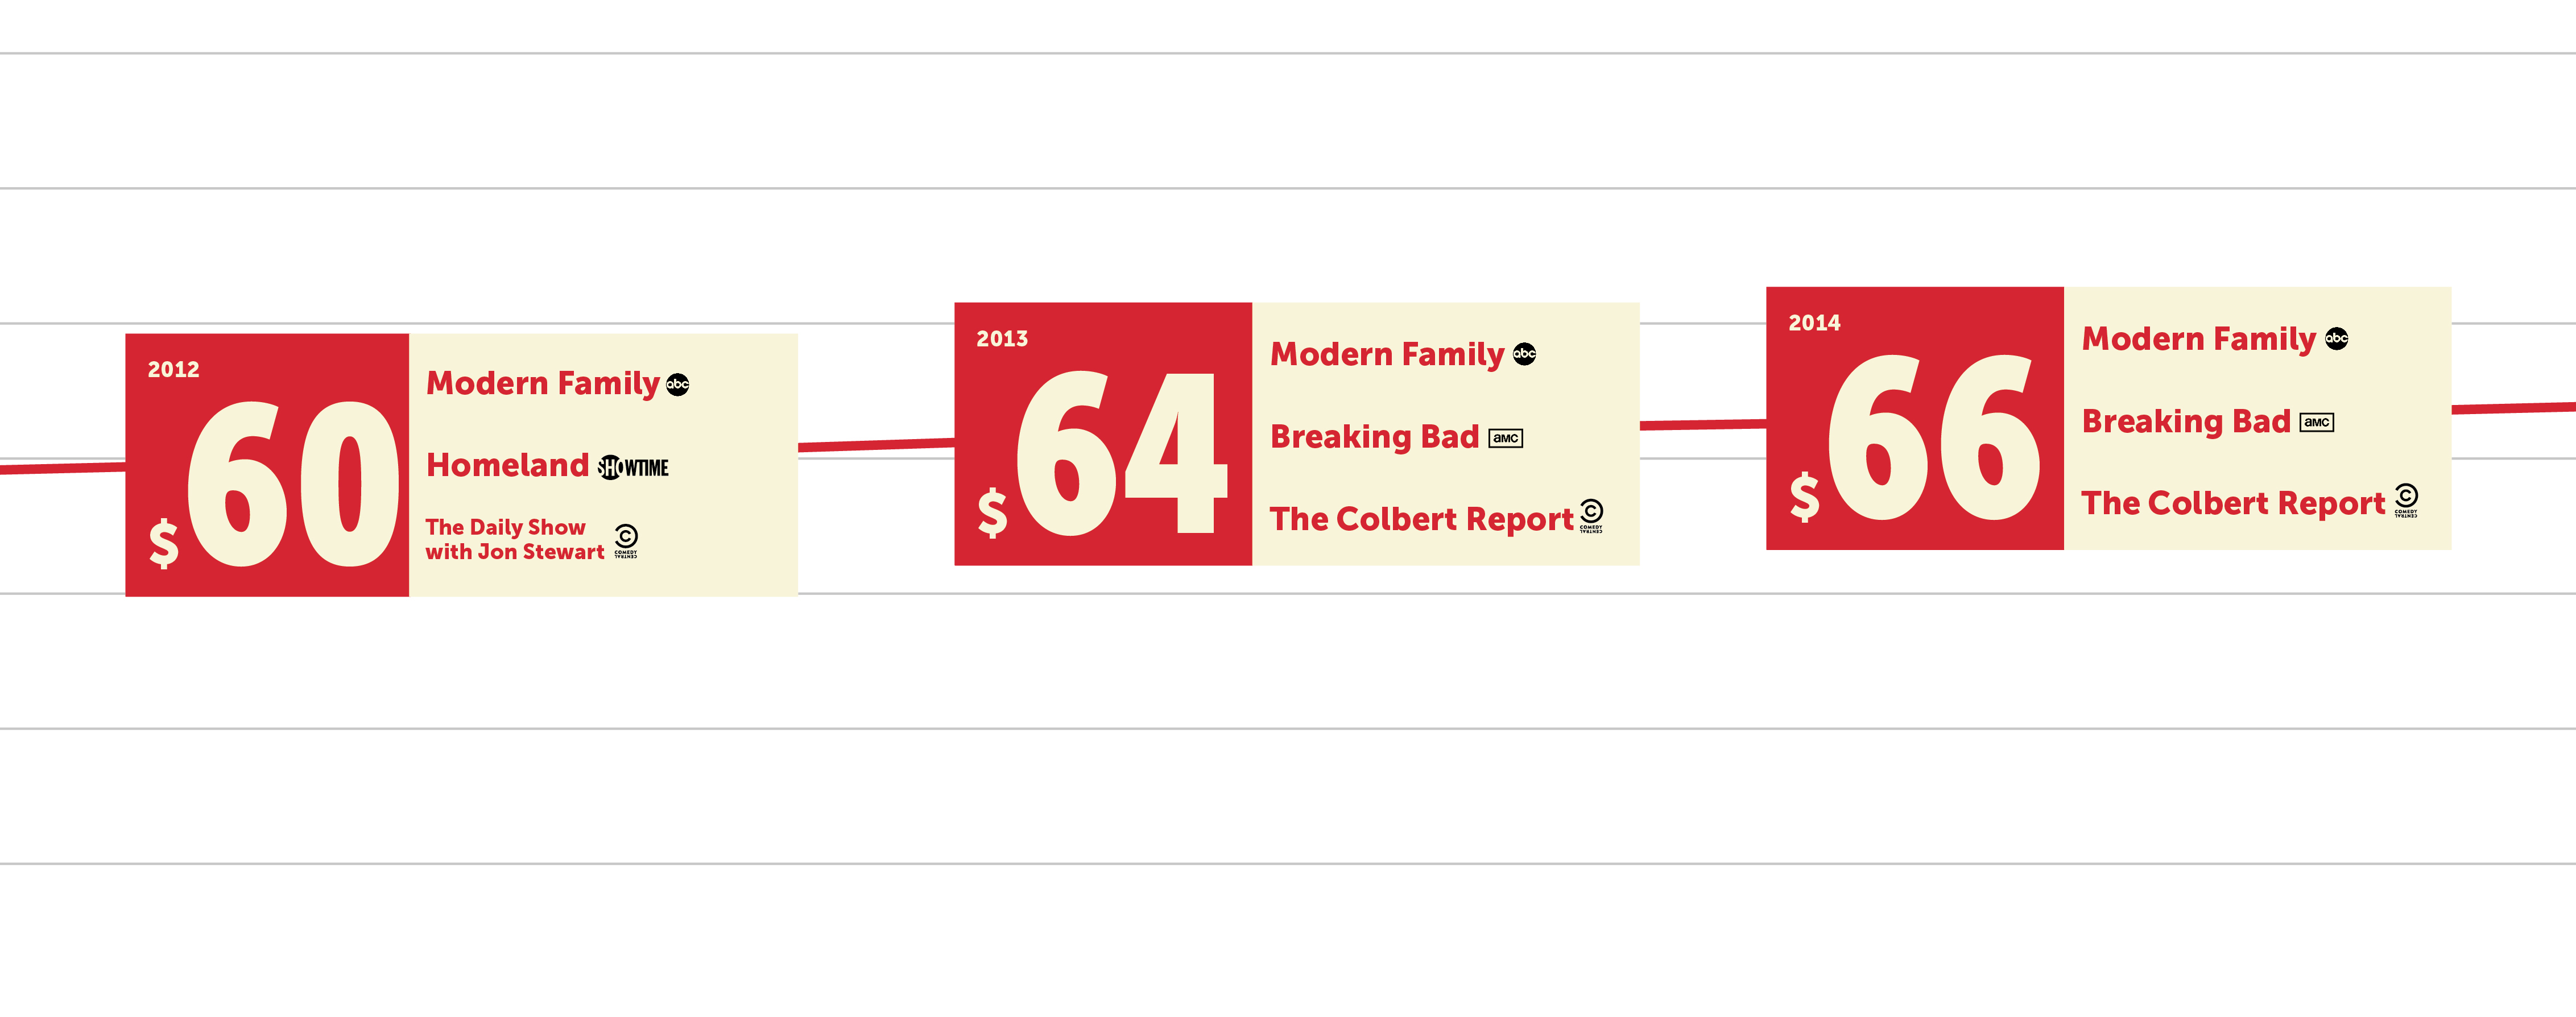 2012
$60
Modern Family abc
Homeland SHOWTIME
The Daily Show
with Jon Stewart
COMEDY
CENTRAL
2013
$64
Modern Family abc
Breaking Bad amc
The Colbert Report
COMEDY
CENTRAL
2014
$66
Modern Family abc
Breaking Bad amc
The Colbert Report
COMEDY
CENTRAL